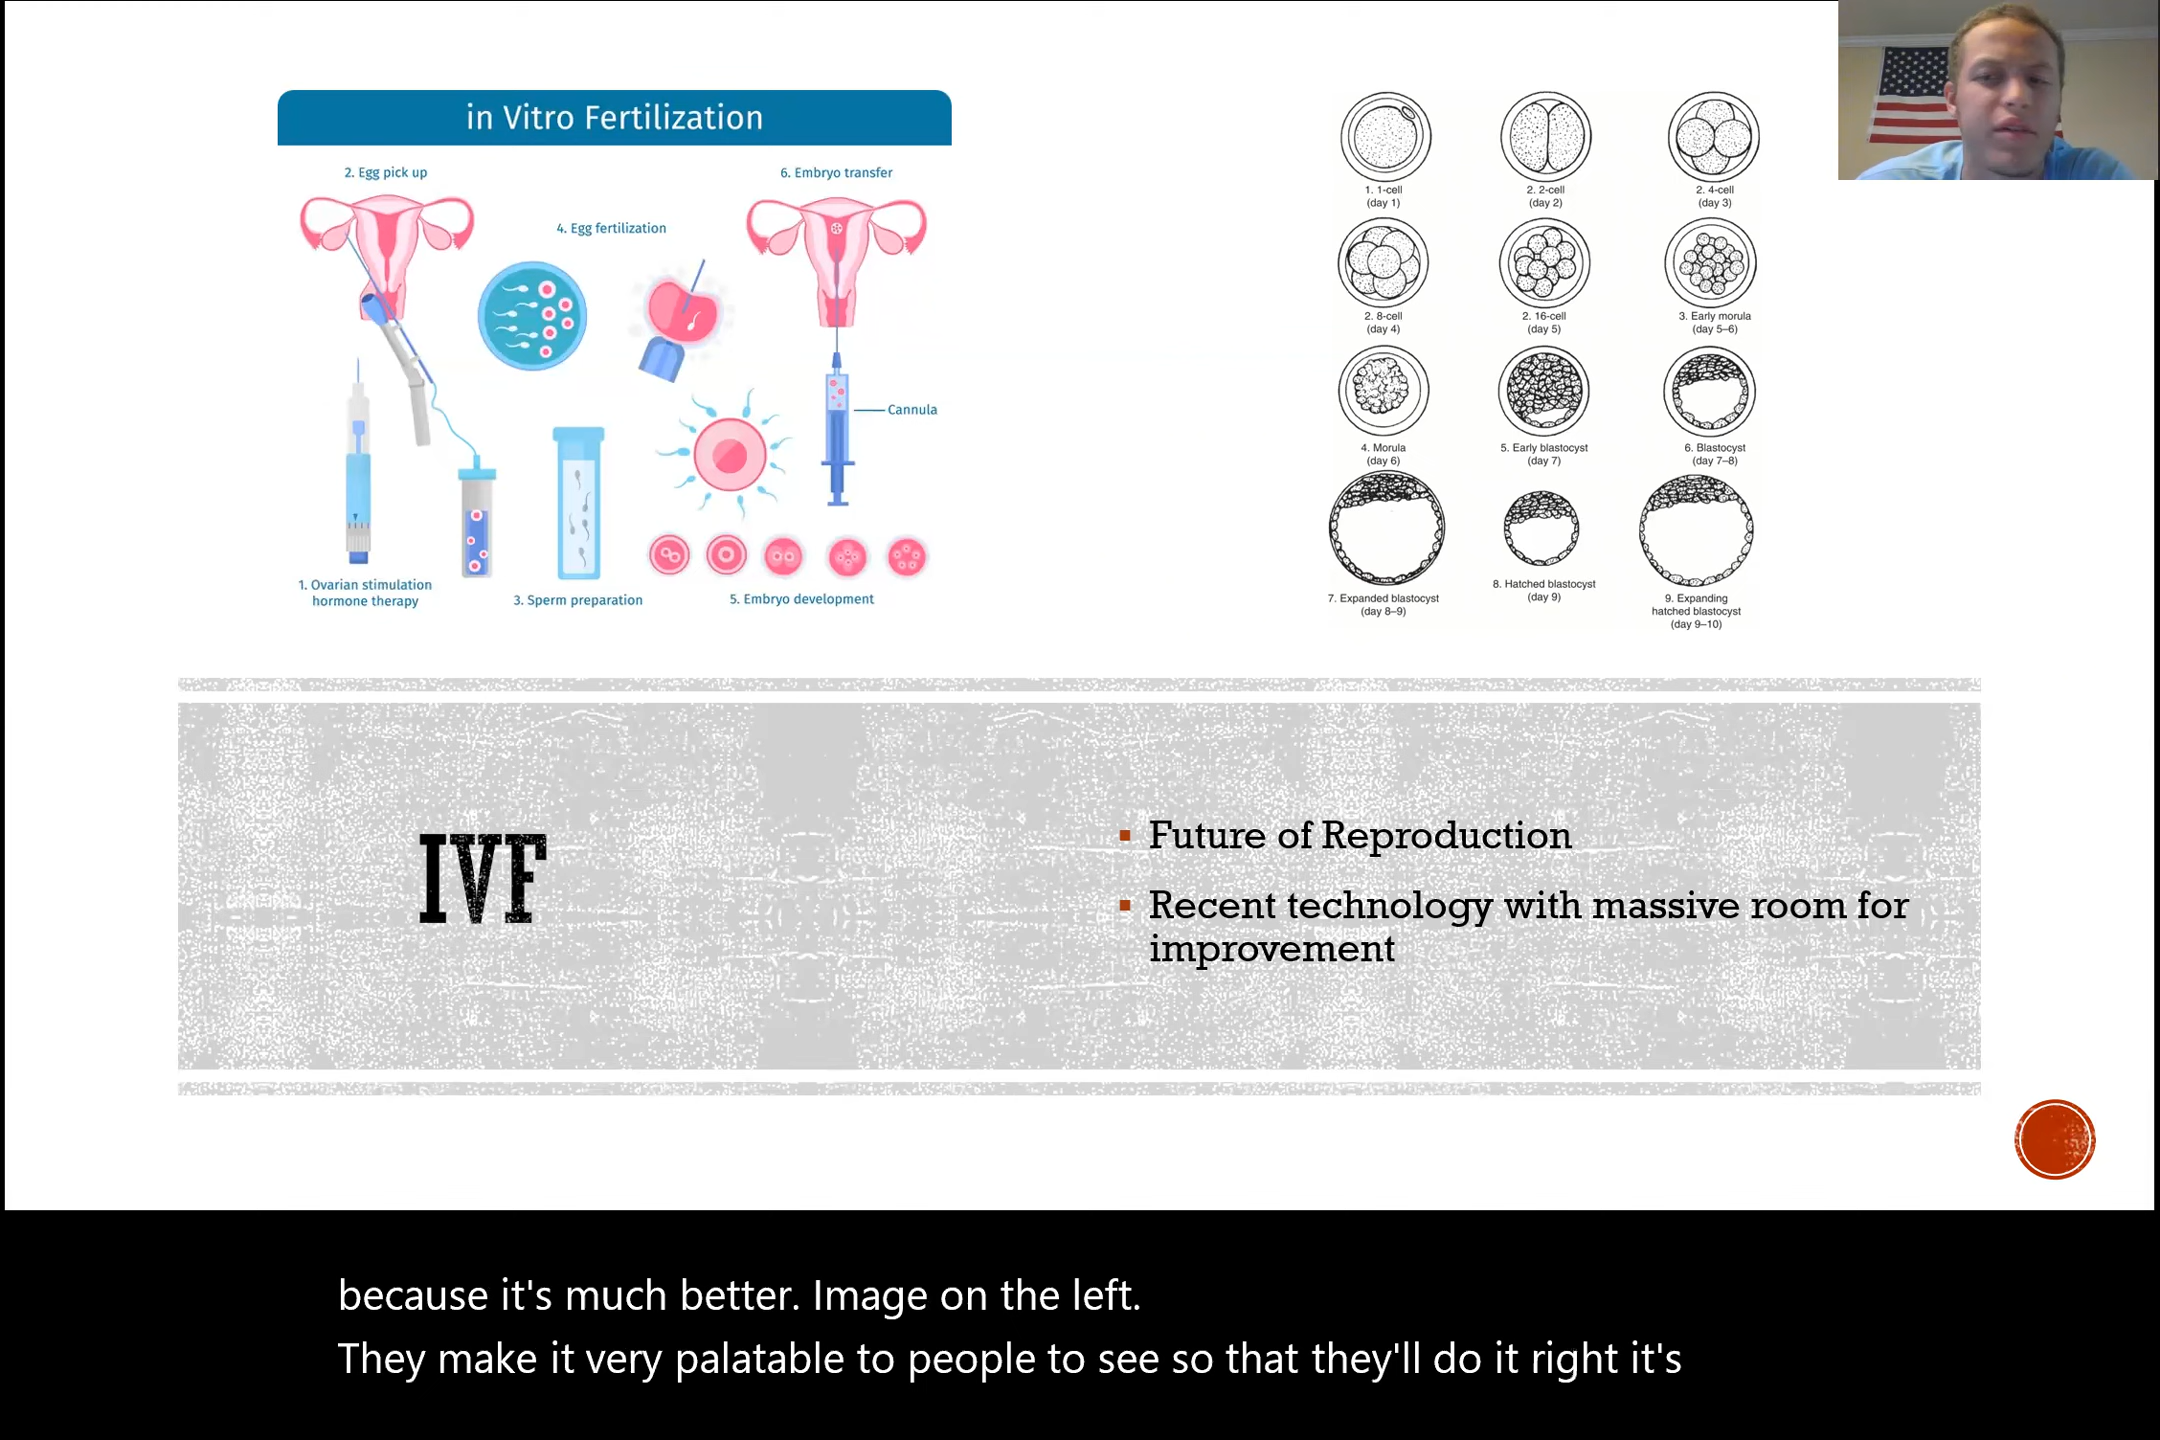 in Vitro Fertilization
2. Egg pick up
6. Embryo transfer
4. Egg fertilization
Cannula
1. Ovarian stimulation
hormone therapy
3. Sperm preparation
5. Embryo development
1. 1-cell
(day 1)
2. 2-cell
(day 2)
2. 4-cell
(day 3)
2. 8-cell
(day 4)
2. 16-cell
(day 5)
3. Early morula
(day 5–6)
4. Morula
(day 6)
5. Early blastocyst
(day 7)
6. Blastocyst
(day 7–8)
7. Expanded blastocyst
(day 8–9)
8. Hatched blastocyst
(day 9)
9. Expanding
hatched blastocyst
(day 9–10)
IVF
▪ Future of Reproduction
▪ Recent technology with massive room for
improvement
because it's much better. Image on the left.
They make it very palatable to people to see so that they'll do it right it's